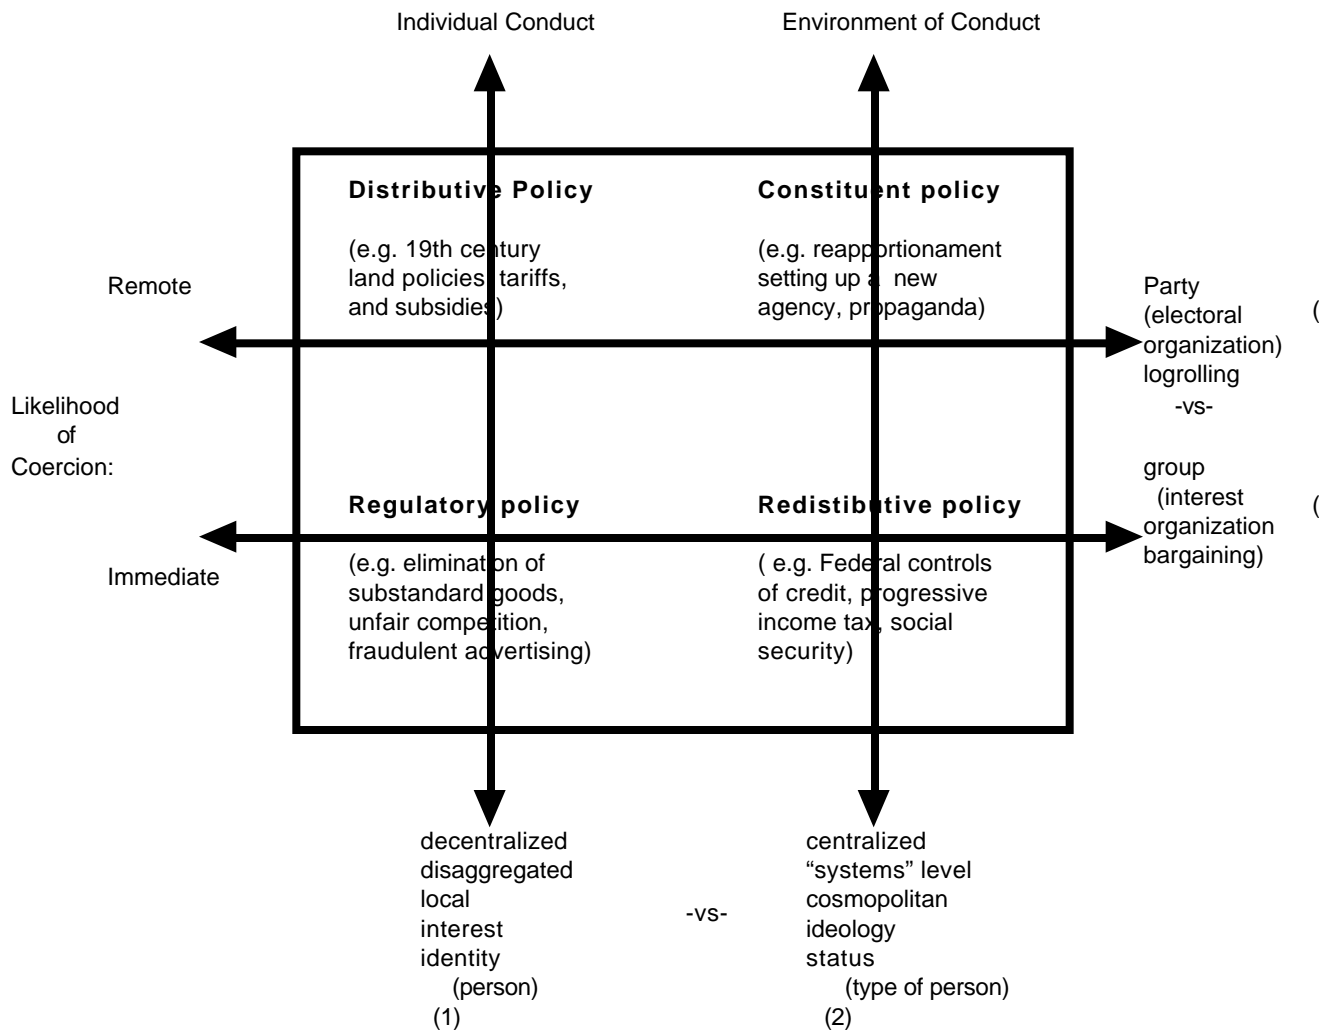 Individual Conduct
Environment of Conduct
Distributive Policy
(e.g. 19th century
land policies, tariffs,
and subsidies)
Constituent policy
(e.g. reapportionament
setting up a new
agency, propaganda)
Remote
Party
(electoral
organization)
logrolling
(
-vs-
Likelihood
of
Coercion:
group
(interest
organization
bargaining)
(
Regulatory policy
(e.g. elimination of
substandard goods,
unfair competition,
fraudulent advertising)
Redistibutive policy
( e.g. Federal controls
of credit, progressive
income tax, social
security)
Immediate
decentralized
disaggregated
local
interest
identity
(person)
(1)
-vs-
centralized
“systems” level
cosmopolitan
ideology
status
(type of person)
(2)